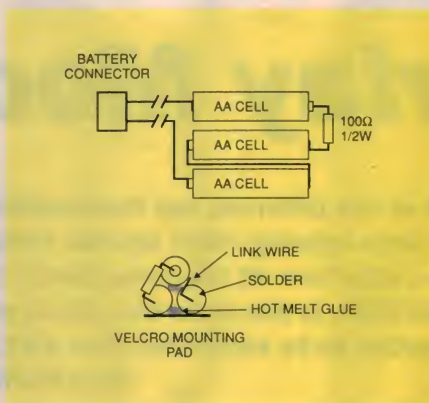 BATTERY
CONNECTOR
AA CELL
100Ω
1/2W
AA CELL
AA CELL
LINK WIRE
SOLDER
HOT MELT GLUE
VELCRO MOUNTING
PAD